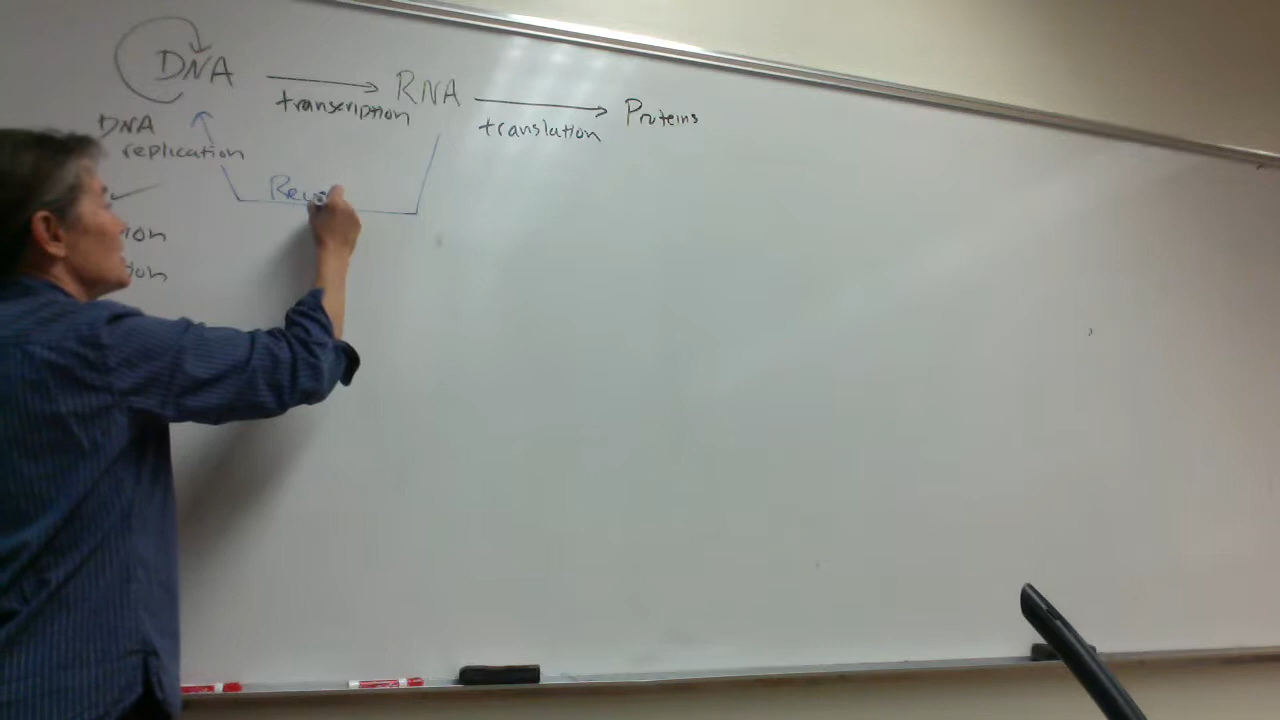 DNA
transcription
RNA
translation
Proteins
DNA
replication